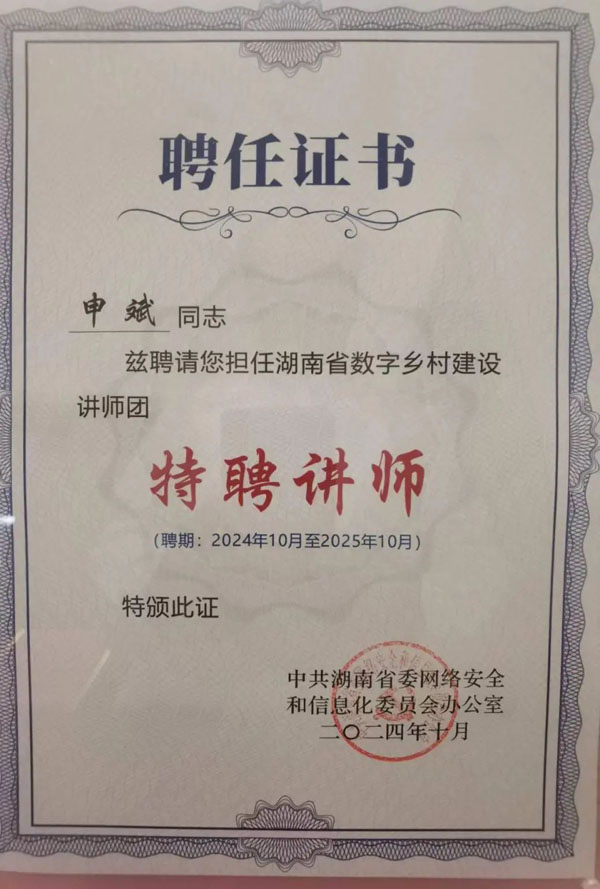 聘任证书
申斌 同志
兹聘请您担任湖南省数字乡村建设
讲师团
特聘讲师
（聘期：2024年10月至2025年10月）
特颁此证
中共湖南省委网络安全
和信息化委员会办公室
二〇二四年十月